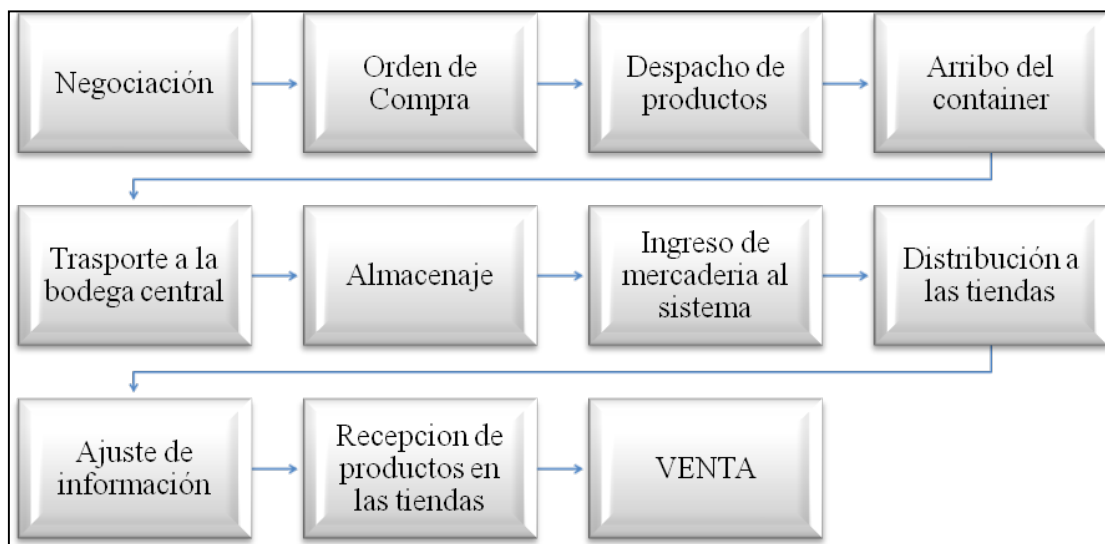 Negociación
Orden de
Compra
Despacho de
productos
Arribo del
container
Trasporte a la
bodega central
Almacenaje
Ingreso de
mercaderia al
sistema
Distribución a
las tiendas
Ajuste de
información
Recepcion de
productos en
las tiendas
VENTA